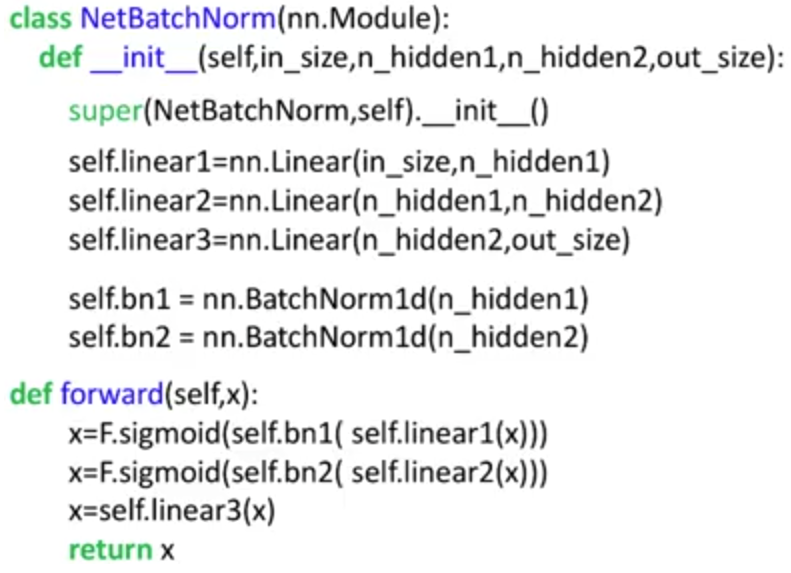 class NetBatchNorm(nn.Module):
def __init__(self,in_size,n_hidden1,n_hidden2,out_size):
super(NetBatchNorm,self).__init__()
self.linear1=nn.Linear(in_size,n_hidden1)
self.linear2=nn.Linear(n_hidden1,n_hidden2)
self.linear3=nn.Linear(n_hidden2,out_size)
self.bn1 = nn.BatchNorm1d(n_hidden1)
self.bn2 = nn.BatchNorm1d(n_hidden2)
def forward(self,x):
x=F.sigmoid(self.bn1( self.linear1(x)))
x=F.sigmoid(self.bn2( self.linear2(x)))
x=self.linear3(x)
return x